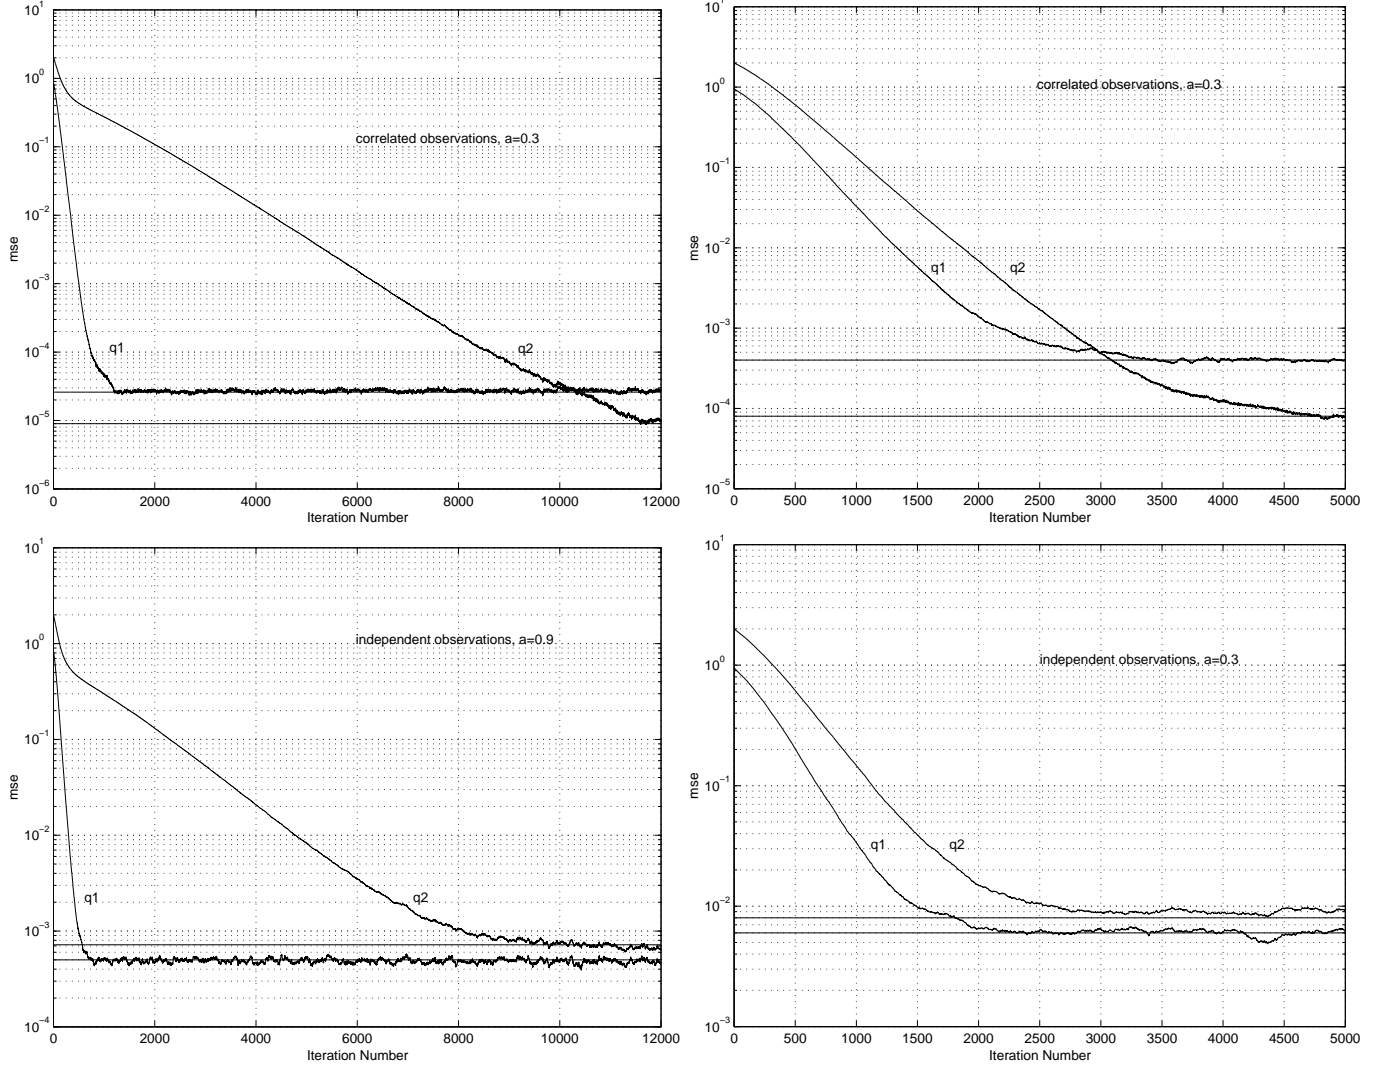 10^1
10^0
10^−1
10^−2
10^−3
10^−4
10^−5
10^−6
mse
correlated observations, a=0.3
q1
q2
0 2000 4000 6000 8000 10000 12000
Iteration Number
10^1
10^0
10^−1
10^−2
10^−3
10^−4
10^−5
mse
correlated observations, a=0.3
q1 q2
0 500 1000 1500 2000 2500 3000 3500 4000 4500 5000
Iteration Number
10^1
10^0
10^−1
10^−2
10^−3
10^−4
mse
independent observations, a=0.9
q1 q2
0 2000 4000 6000 8000 10000 12000
Iteration Number
10^1
10^0
10^−1
10^−2
10^−3
mse
independent observations, a=0.3
q1 q2
0 500 1000 1500 2000 2500 3000 3500 4000 4500 5000
Iteration Number